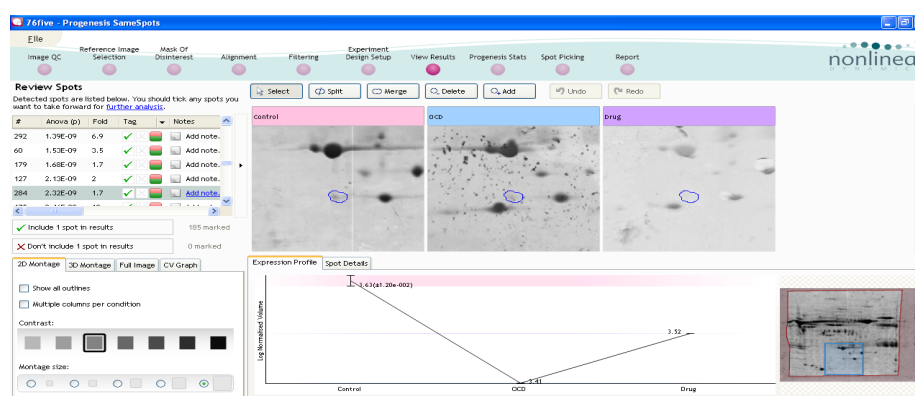 76five - Progenesis SameSpots
File
Image QC
Reference Image Selection
Mask Of Disinterest
Alignment
Filtering
Experiment Design Setup
View Results
Progenesis Stats
Spot Picking
Report
nonlinear
DYNAMICS
Review Spots
Detected spots are listed below. You should tick any spots you
want to take forward for further analysis.
Select Split Merge Delete Add Undo Redo
# Anova (p) Fold Tag Notes
292 1.39E-09 6.9 Add note.
60 1.53E-09 3.5 Add note.
179 1.68E-09 1.7 Add note.
127 2.13E-09 2 Add note.
284 2.32E-09 1.7 Add note.
Include 1 spot in results 185 marked
Don't include 1 spot in results 0 marked
Control OCD Drug
2D Montage 3D Montage Full Image CV Graph
Show all outlines
Multiple columns per condition
Contrast:
Montage size:
Expression Profile Spot Details
Log Normalised Volume
3.63(±1.20e-002)
3.41
3.52
Control OCD Drug